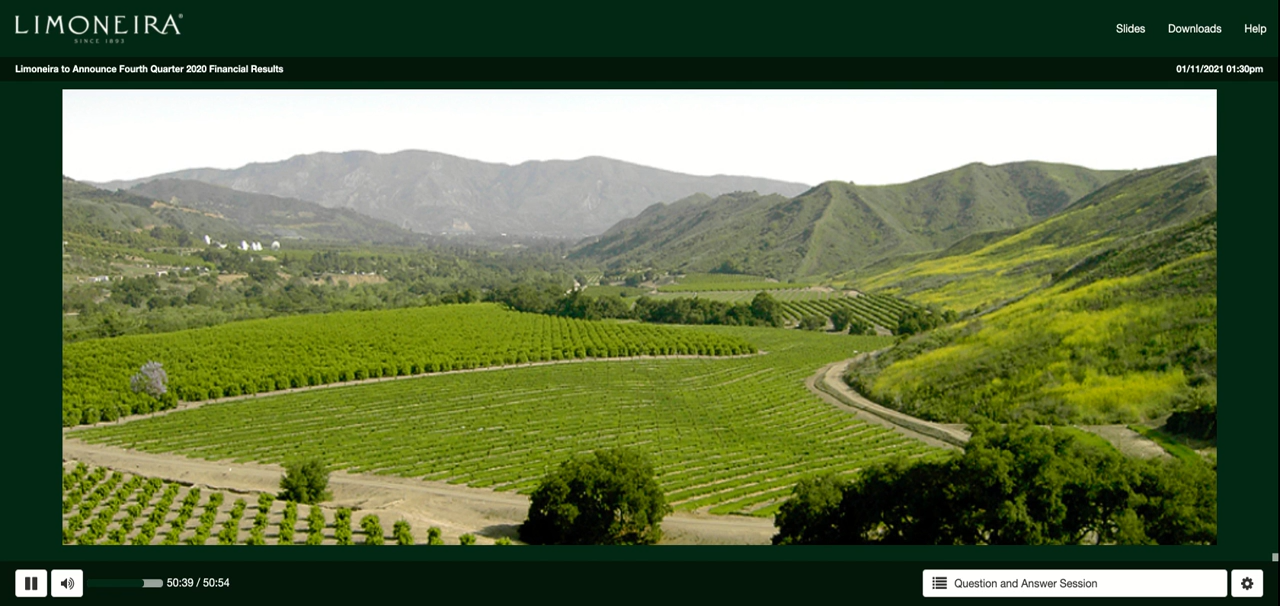 LIMONEIRA®
SINCE 1893
Slides
Downloads
Help
Limoneira to Announce Fourth Quarter 2020 Financial Results
01/11/2021 01:30pm
50:39 / 50:54
Question and Answer Session